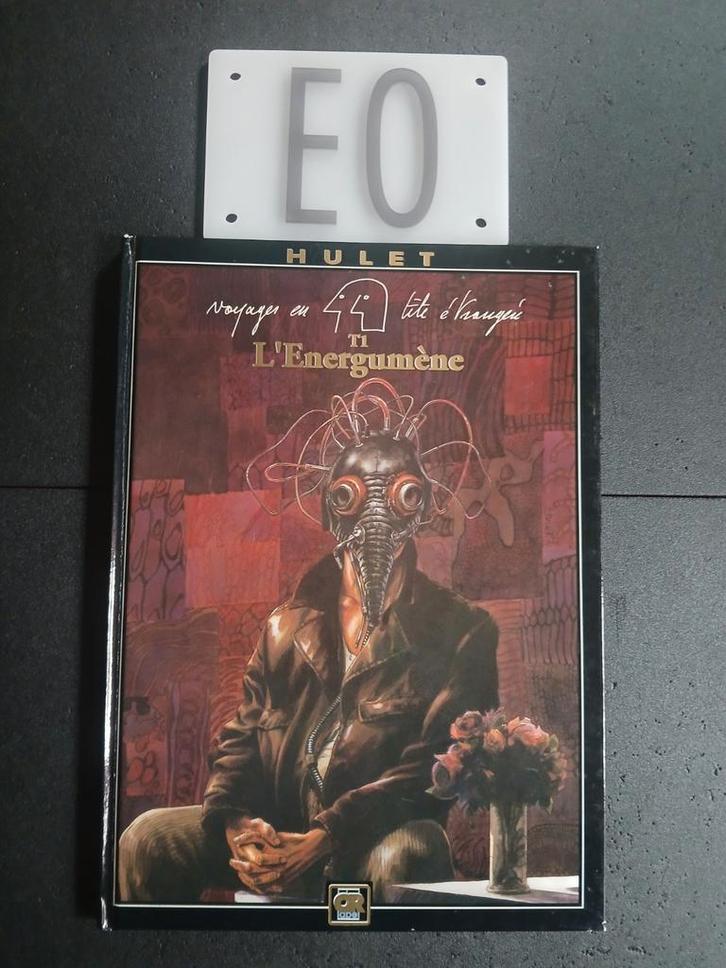 EO
HULET
voyages en tête étrangère
T1
L'Energumène